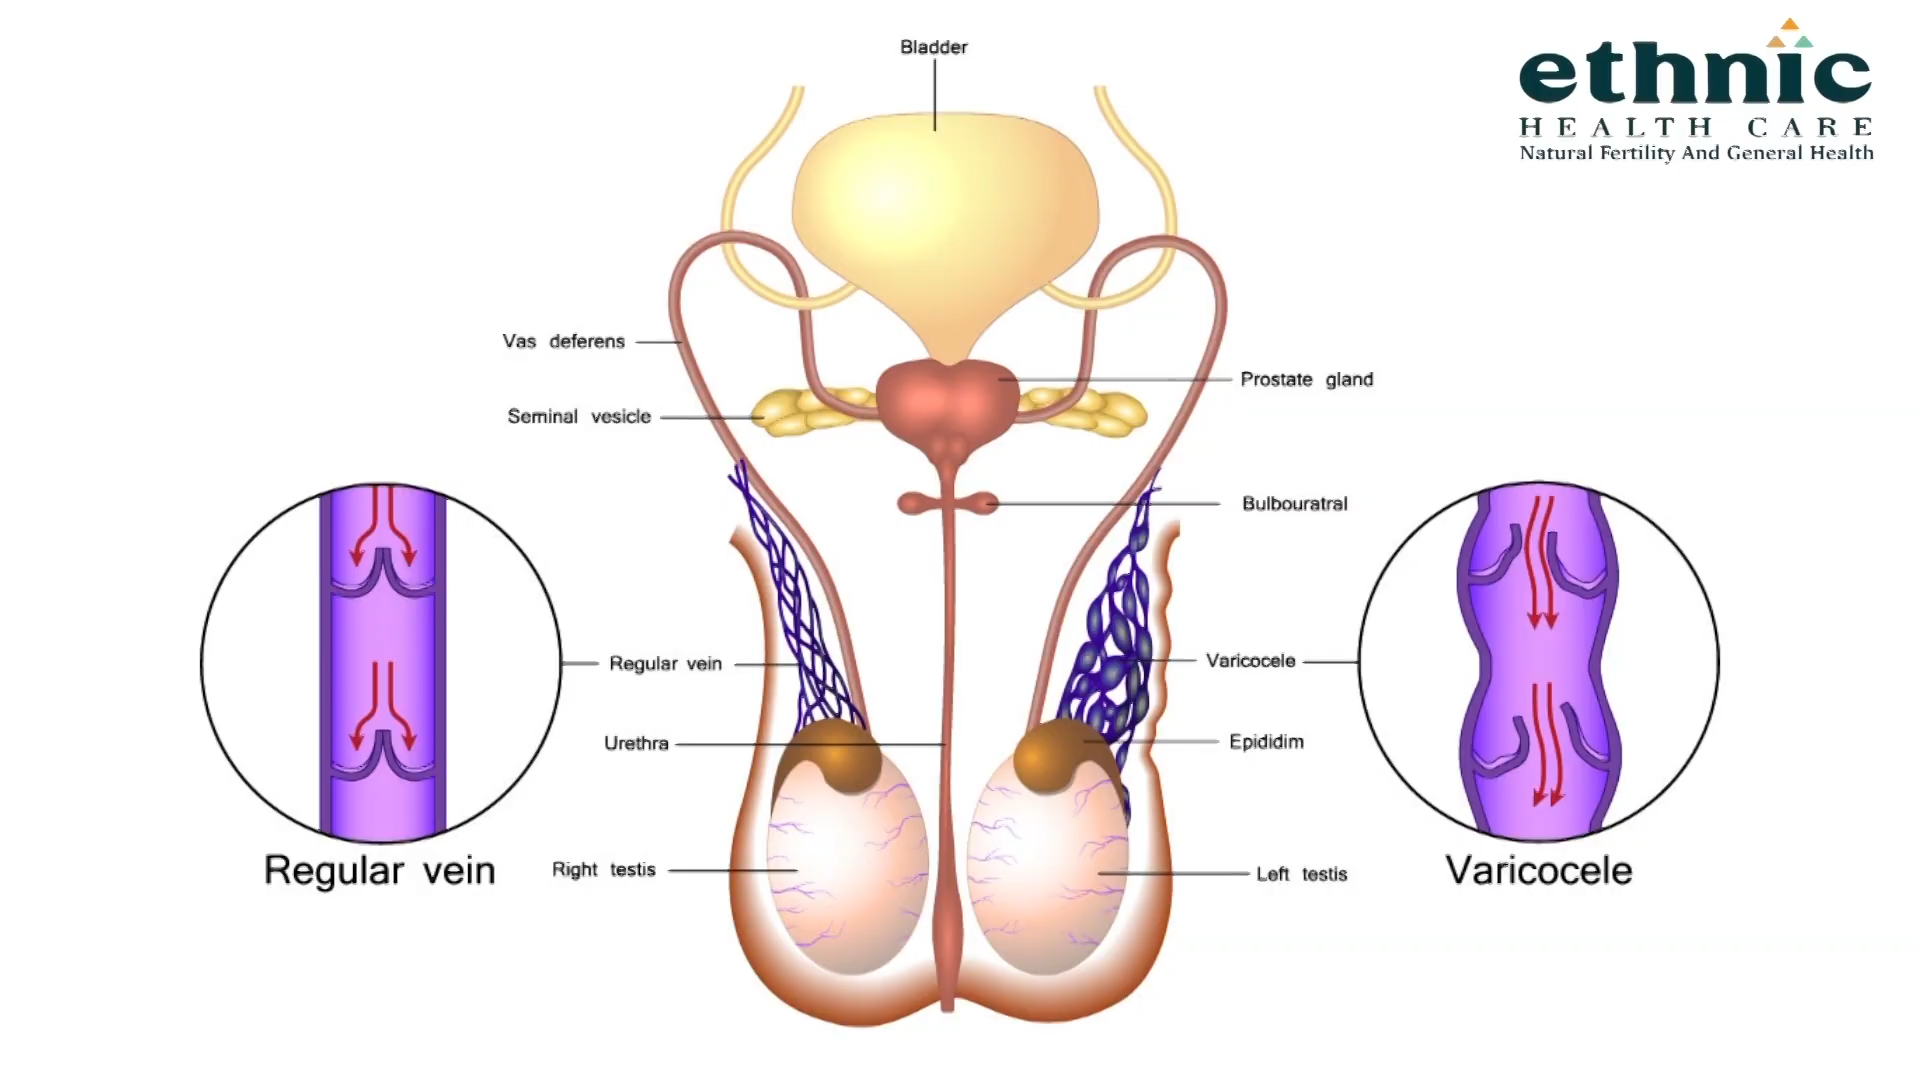 Bladder
ethnic
HEALTH CARE
Natural Fertility And General Health
Vas deferens
Prostate gland
Seminal vesicle
Bulbouratral
Regular vein
Varicocele
Urethra
Epididim
Right testis
Left testis
Regular vein
Varicocele